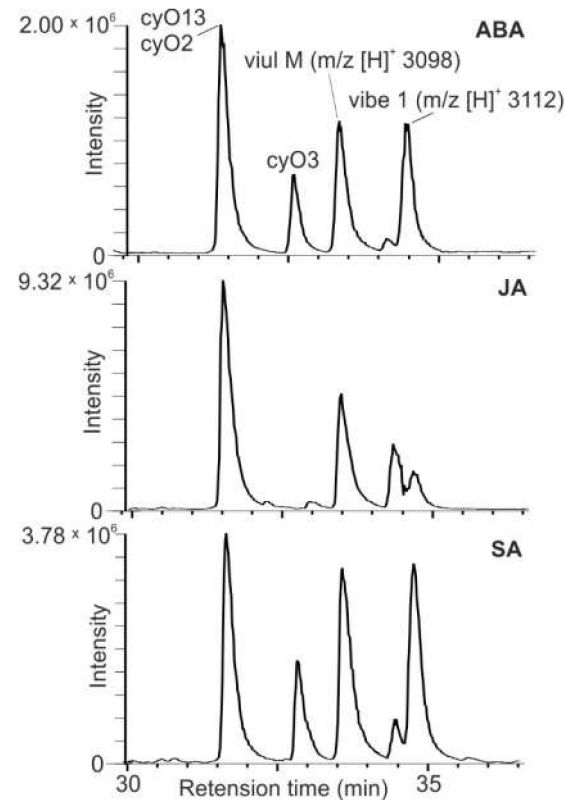 2.00 × 10⁶
cyO13
cyO2
ABA
viul M (m/z [H]⁺ 3098)
vibe 1 (m/z [H]⁺ 3112)
cyO3
Intensity
0
9.32 × 10⁶
JA
Intensity
0
3.78 × 10⁶
SA
Intensity
0
30
Retention time (min)
35